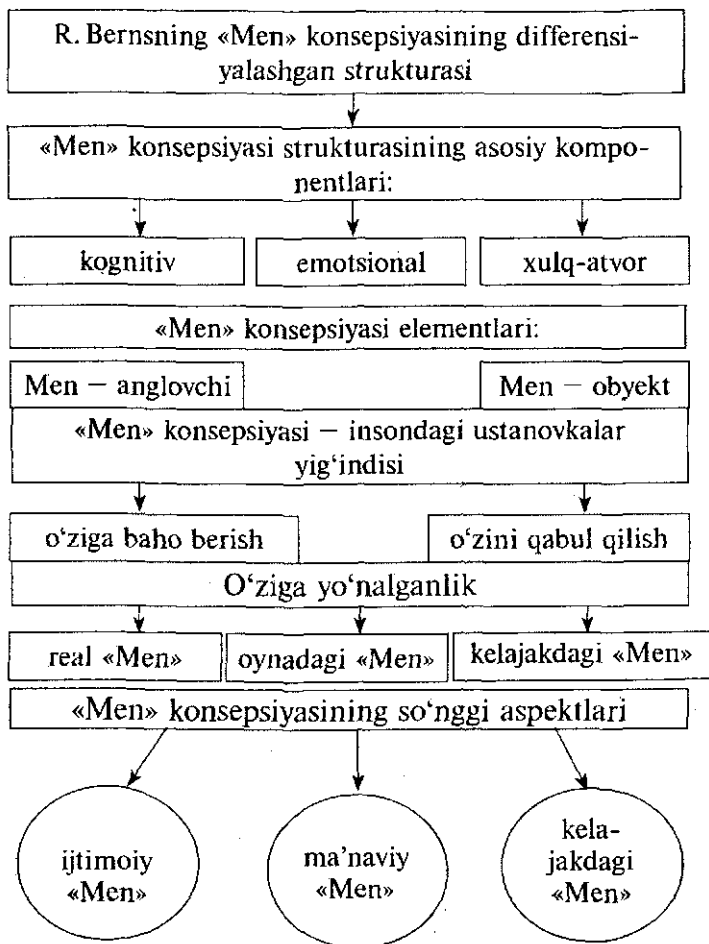 R. Bernsning «Men» konsepsiyasining differensi-
yalashgan strukturasi
«Men» konsepsiyasi strukturasining asosiy kompo-
nentlari:
kognitiv
emotsional
xulq-atvor
«Men» konsepsiyasi elementlari:
Men – anglovchi
Men – obyekt
«Men» konsepsiyasi – insondagi ustanovkalar
yig‘indisi
o‘ziga baho berish
o‘zini qabul qilish
O‘ziga yo‘nalganlik
real «Men»
oynadagi «Men»
kelajakdagi «Men»
«Men» konsepsiyasining so‘nggi aspektlari
ijtimoiy
«Men»
ma’naviy
«Men»
kela-
jakdagi
«Men»